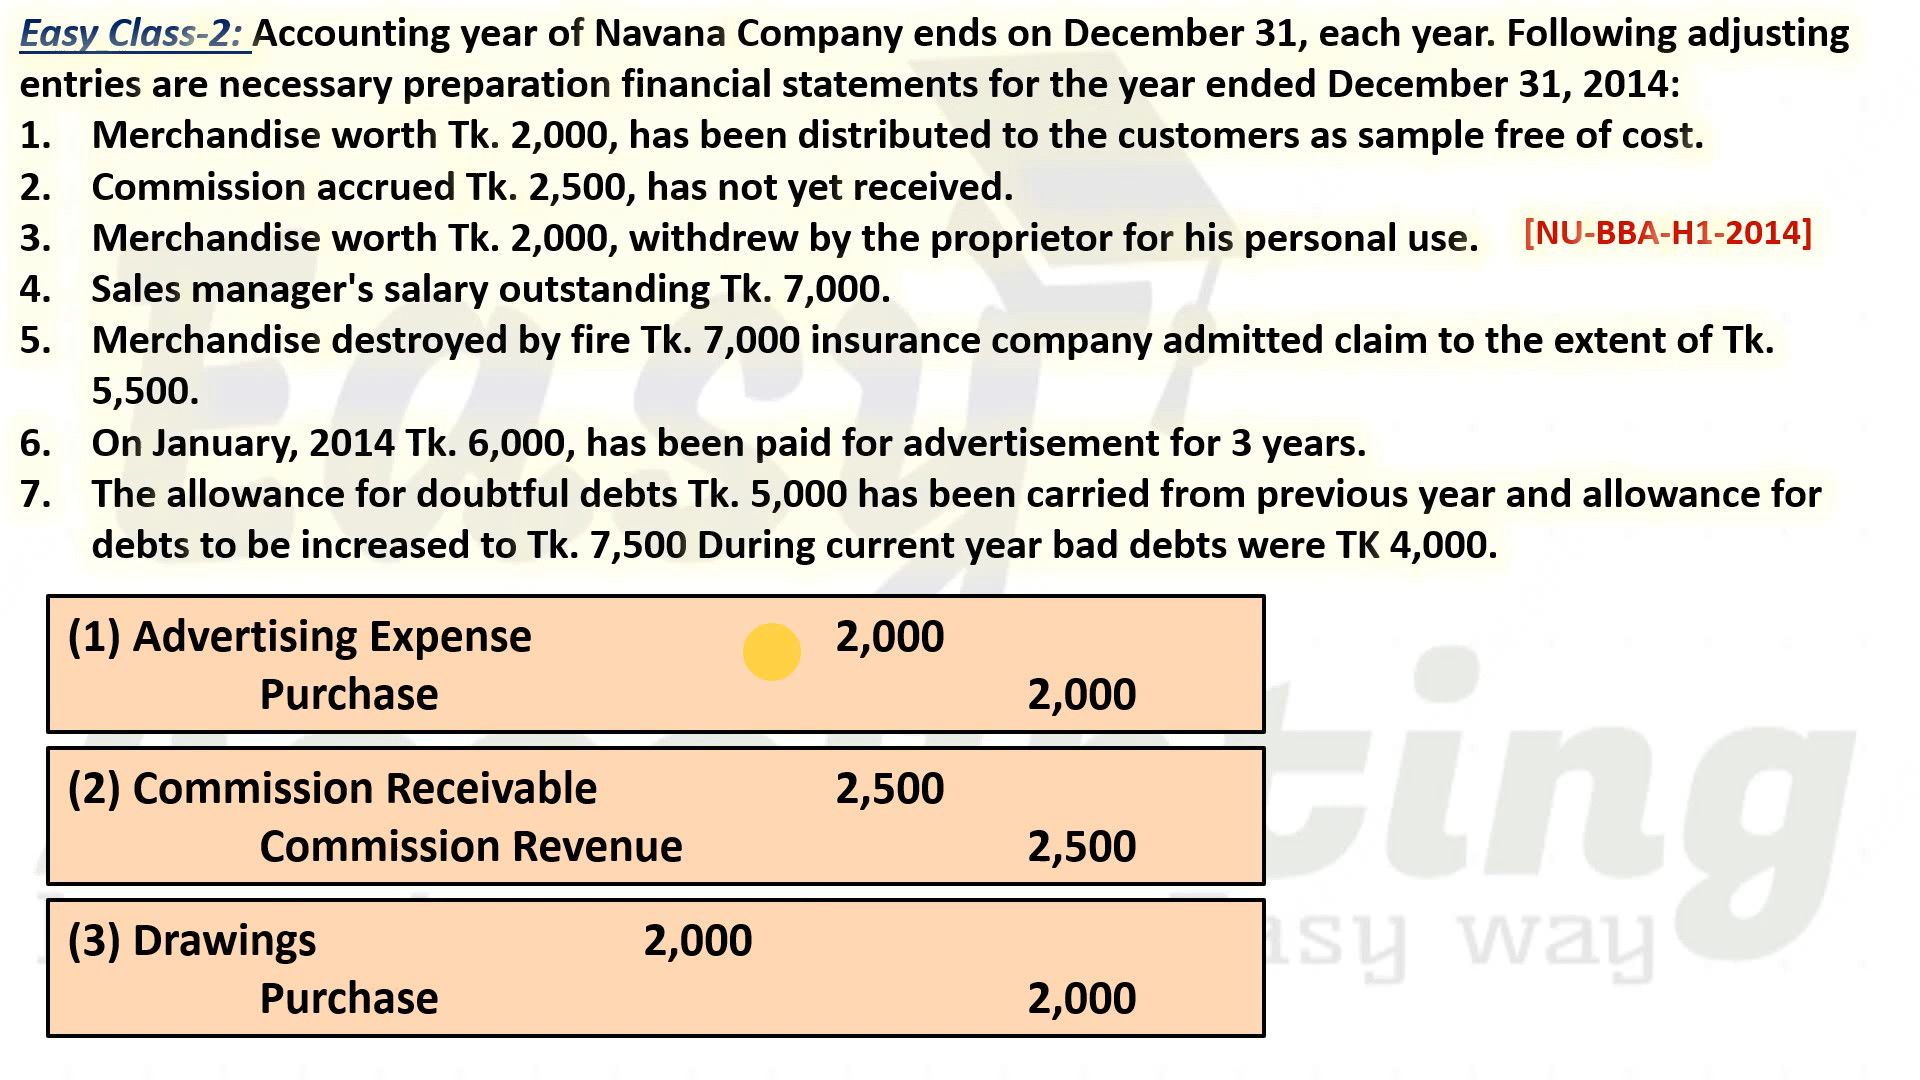 Easy Class-2: Accounting year of Navana Company ends on December 31, each year. Following adjusting
entries are necessary preparation financial statements for the year ended December 31, 2014:
1. Merchandise worth Tk. 2,000, has been distributed to the customers as sample free of cost.
2. Commission accrued Tk. 2,500, has not yet received.
3. Merchandise worth Tk. 2,000, withdrew by the proprietor for his personal use. [NU-BBA-H1-2014]
4. Sales manager's salary outstanding Tk. 7,000.
5. Merchandise destroyed by fire Tk. 7,000 insurance company admitted claim to the extent of Tk.
5,500.
6. On January, 2014 Tk. 6,000, has been paid for advertisement for 3 years.
7. The allowance for doubtful debts Tk. 5,000 has been carried from previous year and allowance for
debts to be increased to Tk. 7,500 During current year bad debts were TK 4,000.
(1) Advertising Expense 2,000
Purchase 2,000
(2) Commission Receivable 2,500
Commission Revenue 2,500
(3) Drawings 2,000
Purchase 2,000
Easy
way